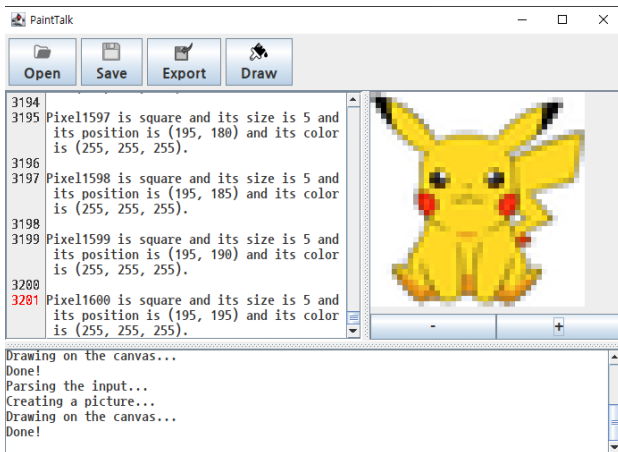 PaintTalk
Open Save Export Draw
3194
3195 Pixel1597 is square and its size is 5 and
its position is (195, 180) and its color
is (255, 255, 255).
3196
3197 Pixel1598 is square and its size is 5 and
its position is (195, 185) and its color
is (255, 255, 255).
3198
3199 Pixel1599 is square and its size is 5 and
its position is (195, 190) and its color
is (255, 255, 255).
3200
3201 Pixel1600 is square and its size is 5 and
its position is (195, 195) and its color
is (255, 255, 255).
- +
Drawing on the canvas...
Done!
Parsing the input...
Creating a picture...
Drawing on the canvas...
Done!